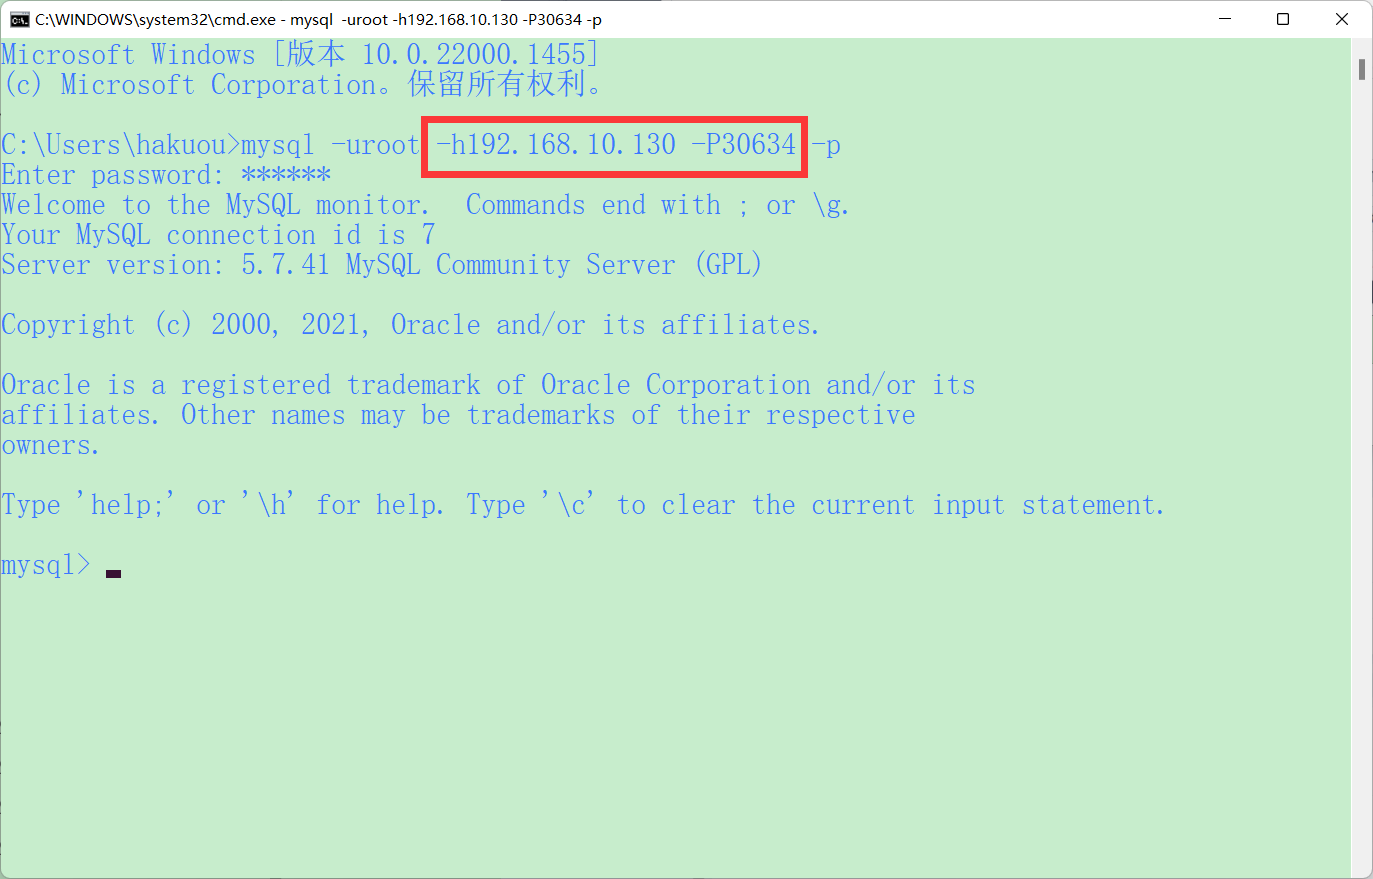 C:\WINDOWS\system32\cmd.exe - mysql  -uroot -h192.168.10.130 -P30634 -p
Microsoft Windows [版本 10.0.22000.1455]
(c) Microsoft Corporation。保留所有权利。
C:\Users\hakuou>mysql -uroot -h192.168.10.130 -P30634 -p
Enter password: ******
Welcome to the MySQL monitor.  Commands end with ; or \g.
Your MySQL connection id is 7
Server version: 5.7.41 MySQL Community Server (GPL)
Copyright (c) 2000, 2021, Oracle and/or its affiliates.
Oracle is a registered trademark of Oracle Corporation and/or its
affiliates. Other names may be trademarks of their respective
owners.
Type 'help;' or '\h' for help. Type '\c' to clear the current input statement.
mysql>